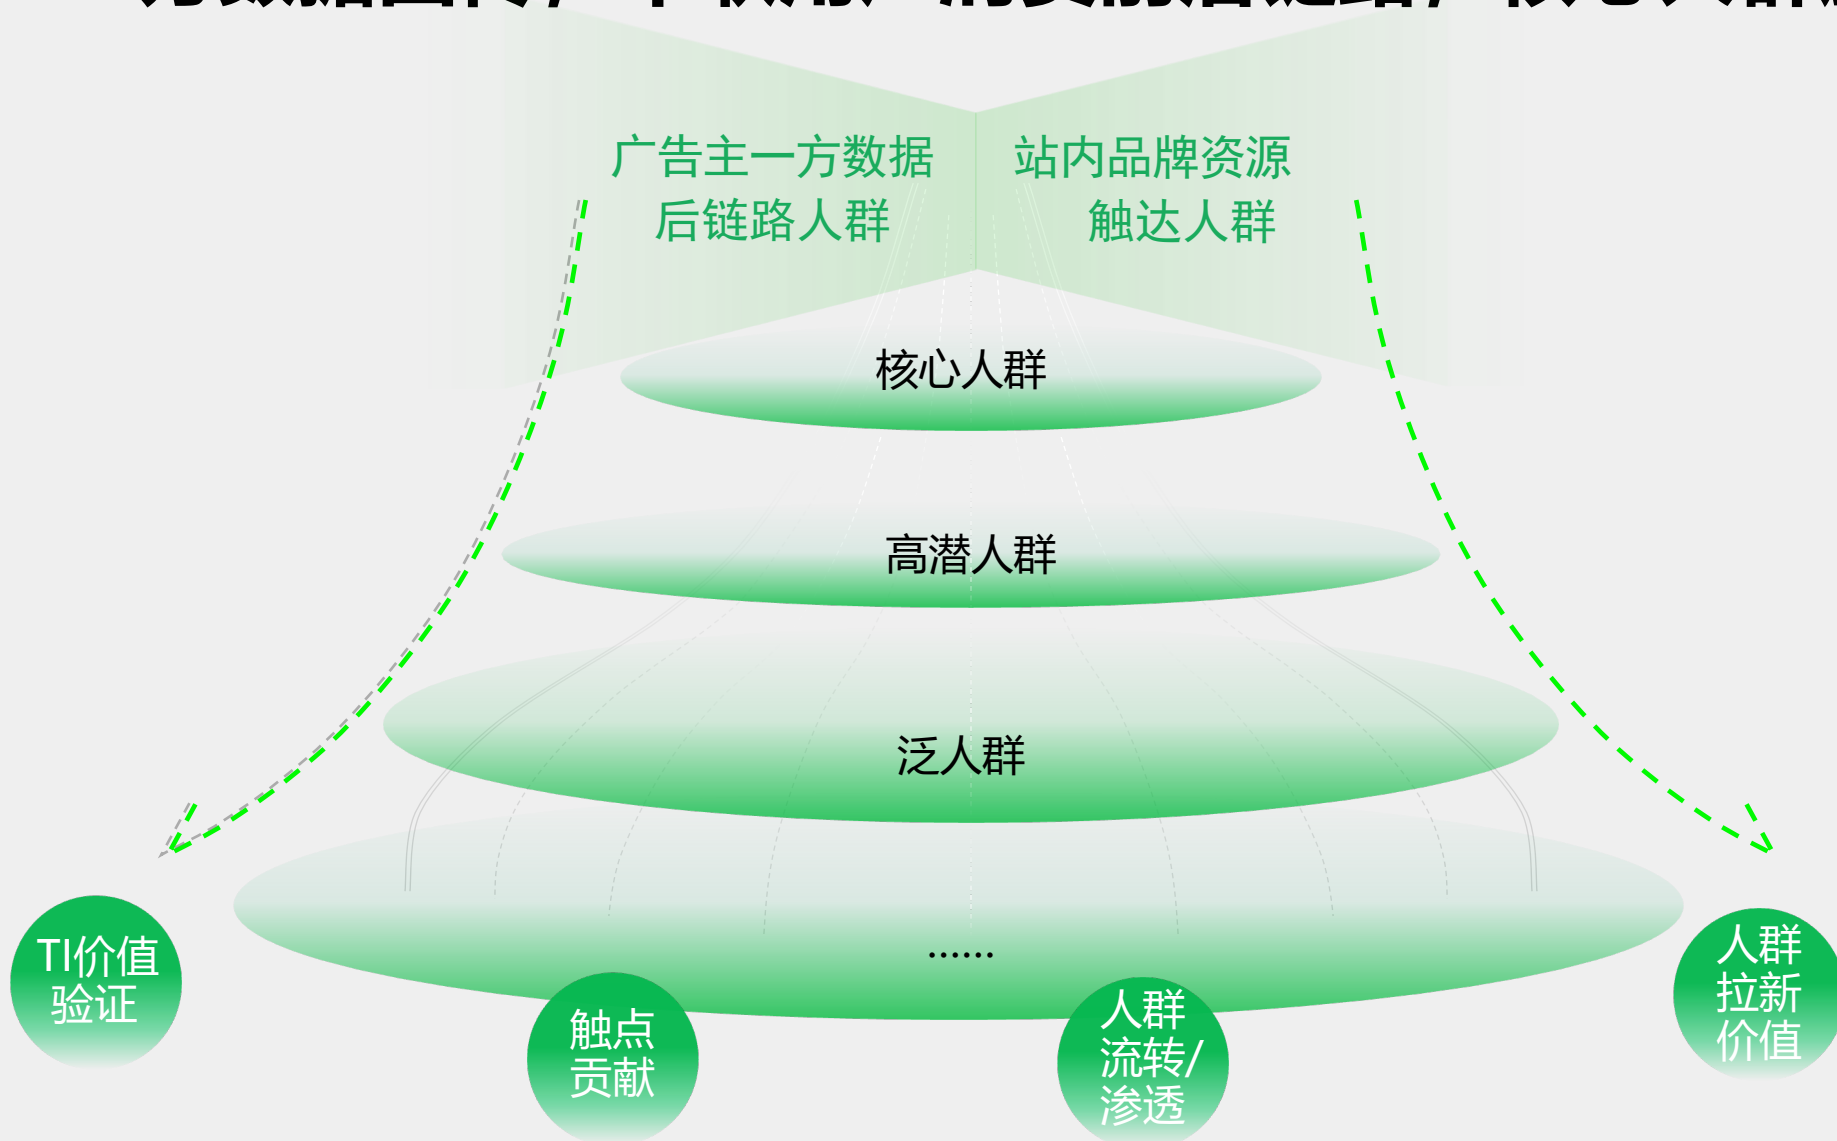 广告主一方数据
后链路人群
站内品牌资源
触达人群
核心人群
高潜人群
泛人群
......
TI价值
验证
触点
贡献
人群
流转/
渗透
人群
拉新
价值